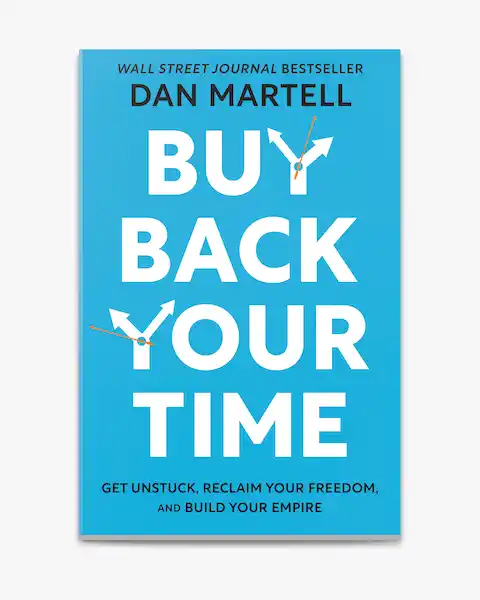 WALL STREET JOURNAL BESTSELLER
DAN MARTELL
BUY
BACK
YOUR
TIME
GET UNSTUCK, RECLAIM YOUR FREEDOM,
AND BUILD YOUR EMPIRE